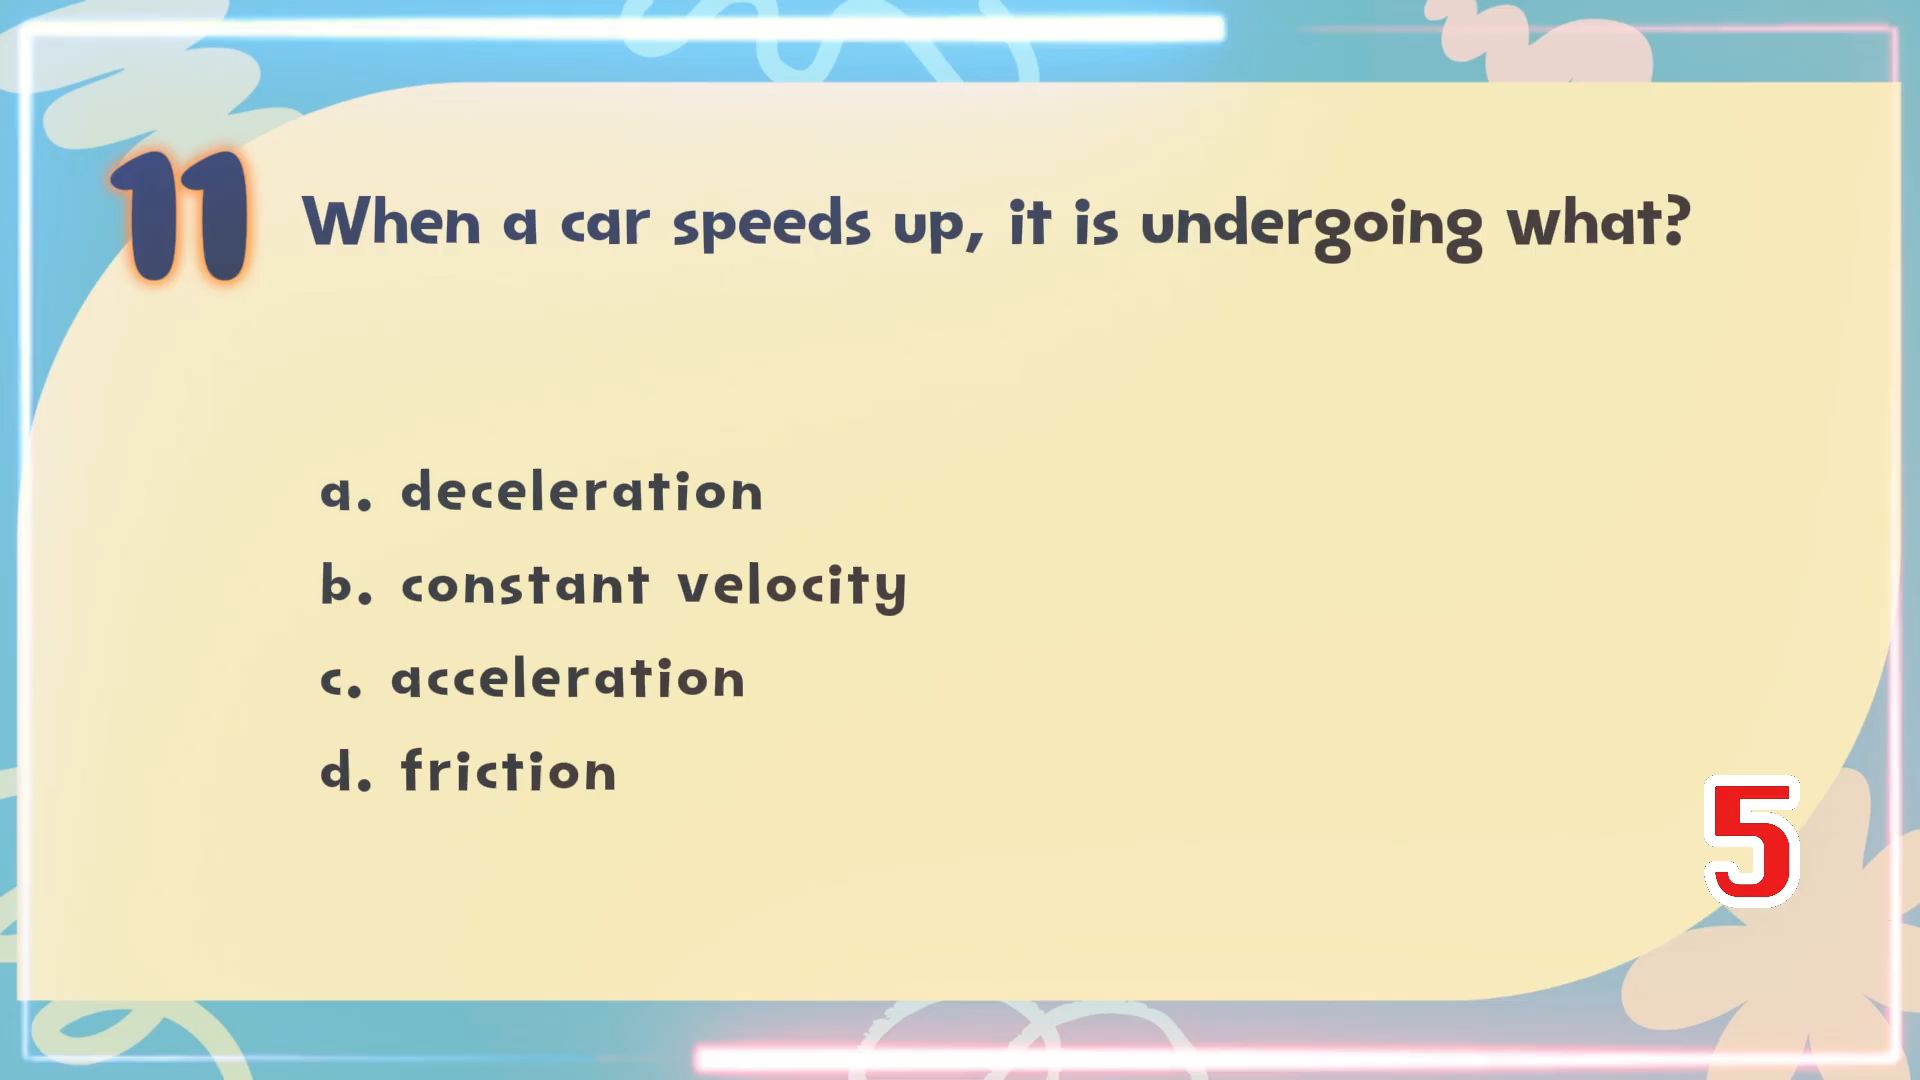 11
When a car speeds up, it is undergoing what?
a. deceleration
b. constant velocity
c. acceleration
d. friction
5